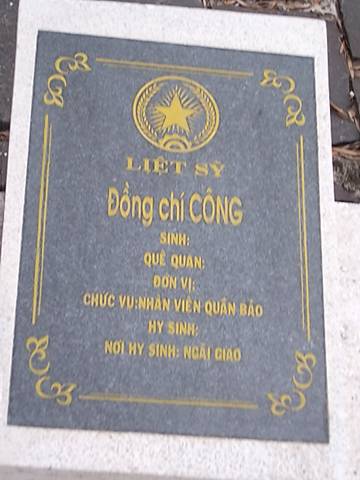 LIỆT SỸ
Đồng chí CÔNG
SINH:
QUÊ QUÁN:
ĐƠN VỊ:
CHỨC VỤ:NHÂN VIÊN QUÂN BÁO
HY SINH:
NƠI HY SINH: NGÃI GIAO